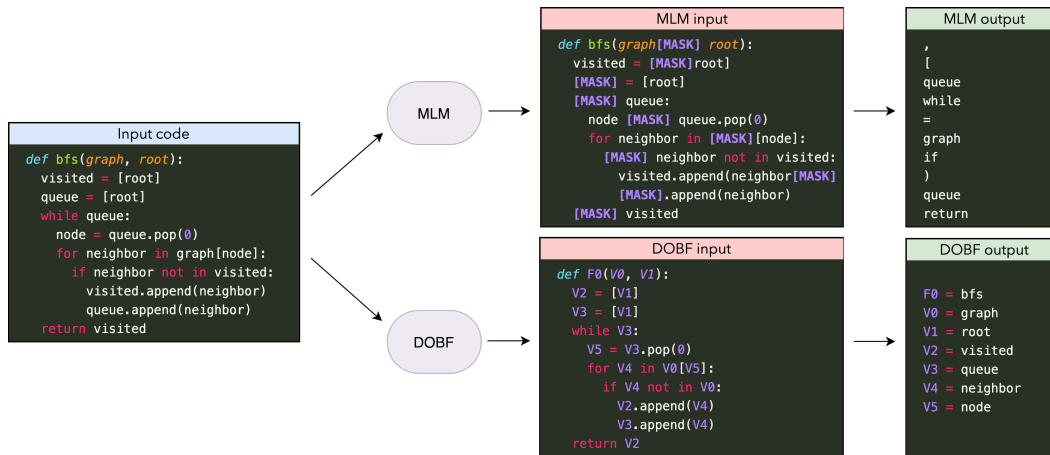 Input code
def bfs(graph, root):
visited = [root]
queue = [root]
while queue:
node = queue.pop(0)
for neighbor in graph[node]:
if neighbor not in visited:
visited.append(neighbor)
queue.append(neighbor)
return visited
MLM
DOBF
MLM input
def bfs(graph[MASK] root):
visited = [MASK]root]
[MASK] = [root]
[MASK] queue:
node [MASK] queue.pop(0)
for neighbor in [MASK][node]:
[MASK] neighbor not in visited:
visited.append(neighbor[MASK]
[MASK].append(neighbor)
[MASK] visited
MLM output
,
[
queue
while
=
graph
if
)
queue
return
DOBF input
def F0(V0, V1):
V2 = [V1]
V3 = [V1]
while V3:
V5 = V3.pop(0)
for V4 in V0[V5]:
if V4 not in V0:
V2.append(V4)
V3.append(V4)
return V2
DOBF output
F0 = bfs
V0 = graph
V1 = root
V2 = visited
V3 = queue
V4 = neighbor
V5 = node